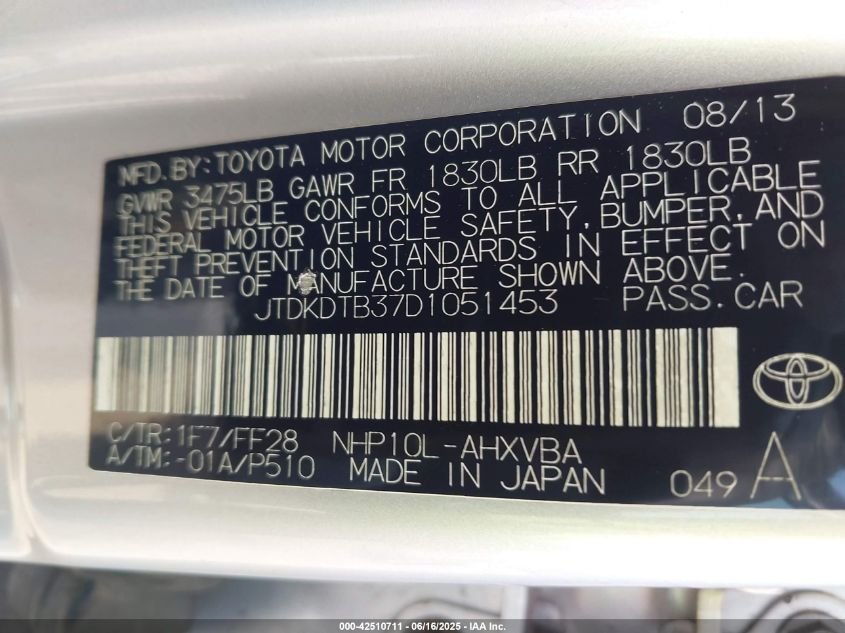 MFD. BY: TOYOTA MOTOR CORPORATION 08/13
GVWR 3475LB GAWR FR 1830LB RR 1830LB
THIS VEHICLE CONFORMS TO ALL APPLICABLE
FEDERAL MOTOR VEHICLE SAFETY, BUMPER, AND
THEFT PREVENTION STANDARDS IN EFFECT ON
THE DATE OF MANUFACTURE SHOWN ABOVE.
JTDKDTB37D1051453 PASS. CAR
C/TR: 1F7/FF28 NHP10L-AHXVBA
A/TM: -01A/P510 MADE IN JAPAN 049 A
000-42510711 - 06/16/2025 - IAA Inc.